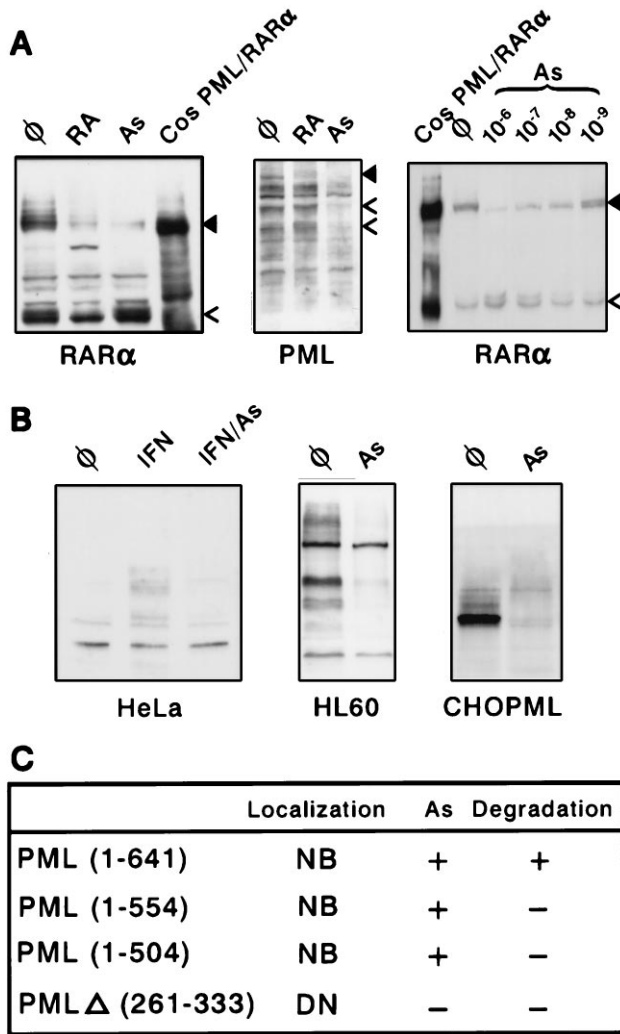 A
ϕ RA As Cos PML/RARα
RARα
ϕ RA As
PML
As
Cos PML/RARα ϕ 10-6 10-7 10-8 10-9
RARα
B
ϕ IFN IFN/As
HeLa
ϕ As
HL60
ϕ As
CHOPML
C
Localization As Degradation
PML (1-641) NB + +
PML (1-554) NB + −
PML (1-504) NB + −
PML Δ (261-333) DN − −